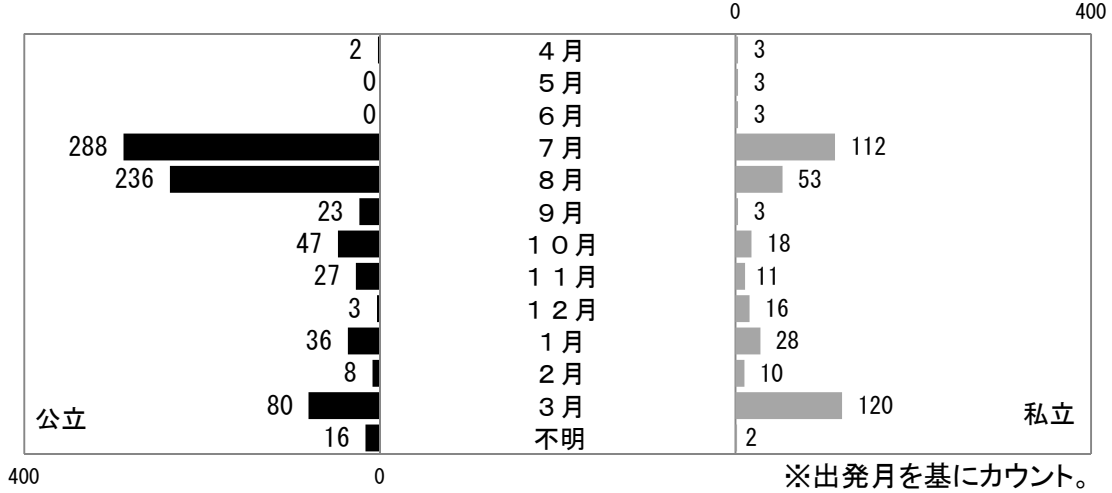 0 400
2 ４月 3
0 ５月 3
0 ６月 3
288 ７月 112
236 ８月 53
23 ９月 3
47 １０月 18
27 １１月 11
3 １２月 16
36 １月 28
8 ２月 10
80 ３月 120
公立 私立
16 不明 2
400 0
※出発月を基にカウント。